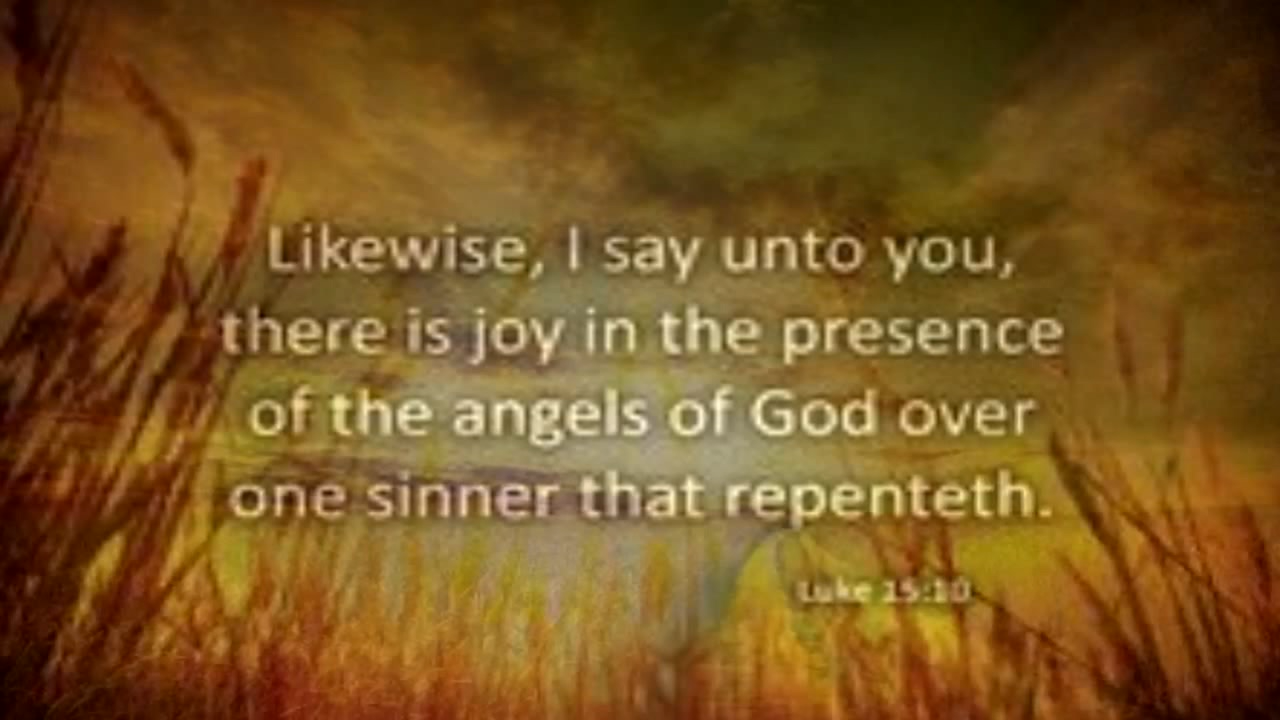 Likewise, I say unto you,
there is joy in the presence
of the angels of God over
one sinner that repenteth.
Luke 15:10